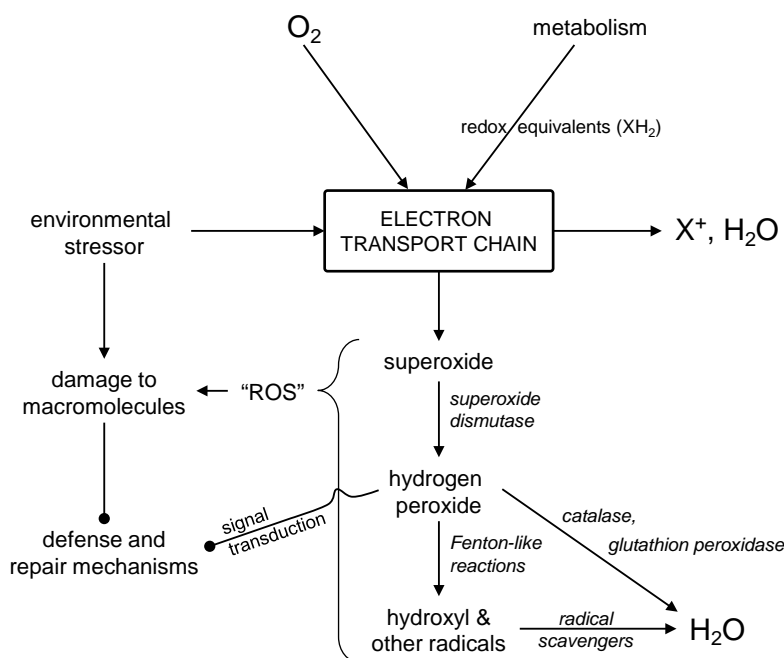 O₂
metabolism
redox equivalents (XH₂)
environmental
stressor
ELECTRON
TRANSPORT CHAIN
X⁺, H₂O
superoxide
damage to
macromolecules
“ROS”
superoxide
dismutase
hydrogen
peroxide
signal
transduction
catalase,
glutathion peroxidase
defense and
repair mechanisms
Fenton-like
reactions
hydroxyl &
other radicals
radical
scavengers
H₂O